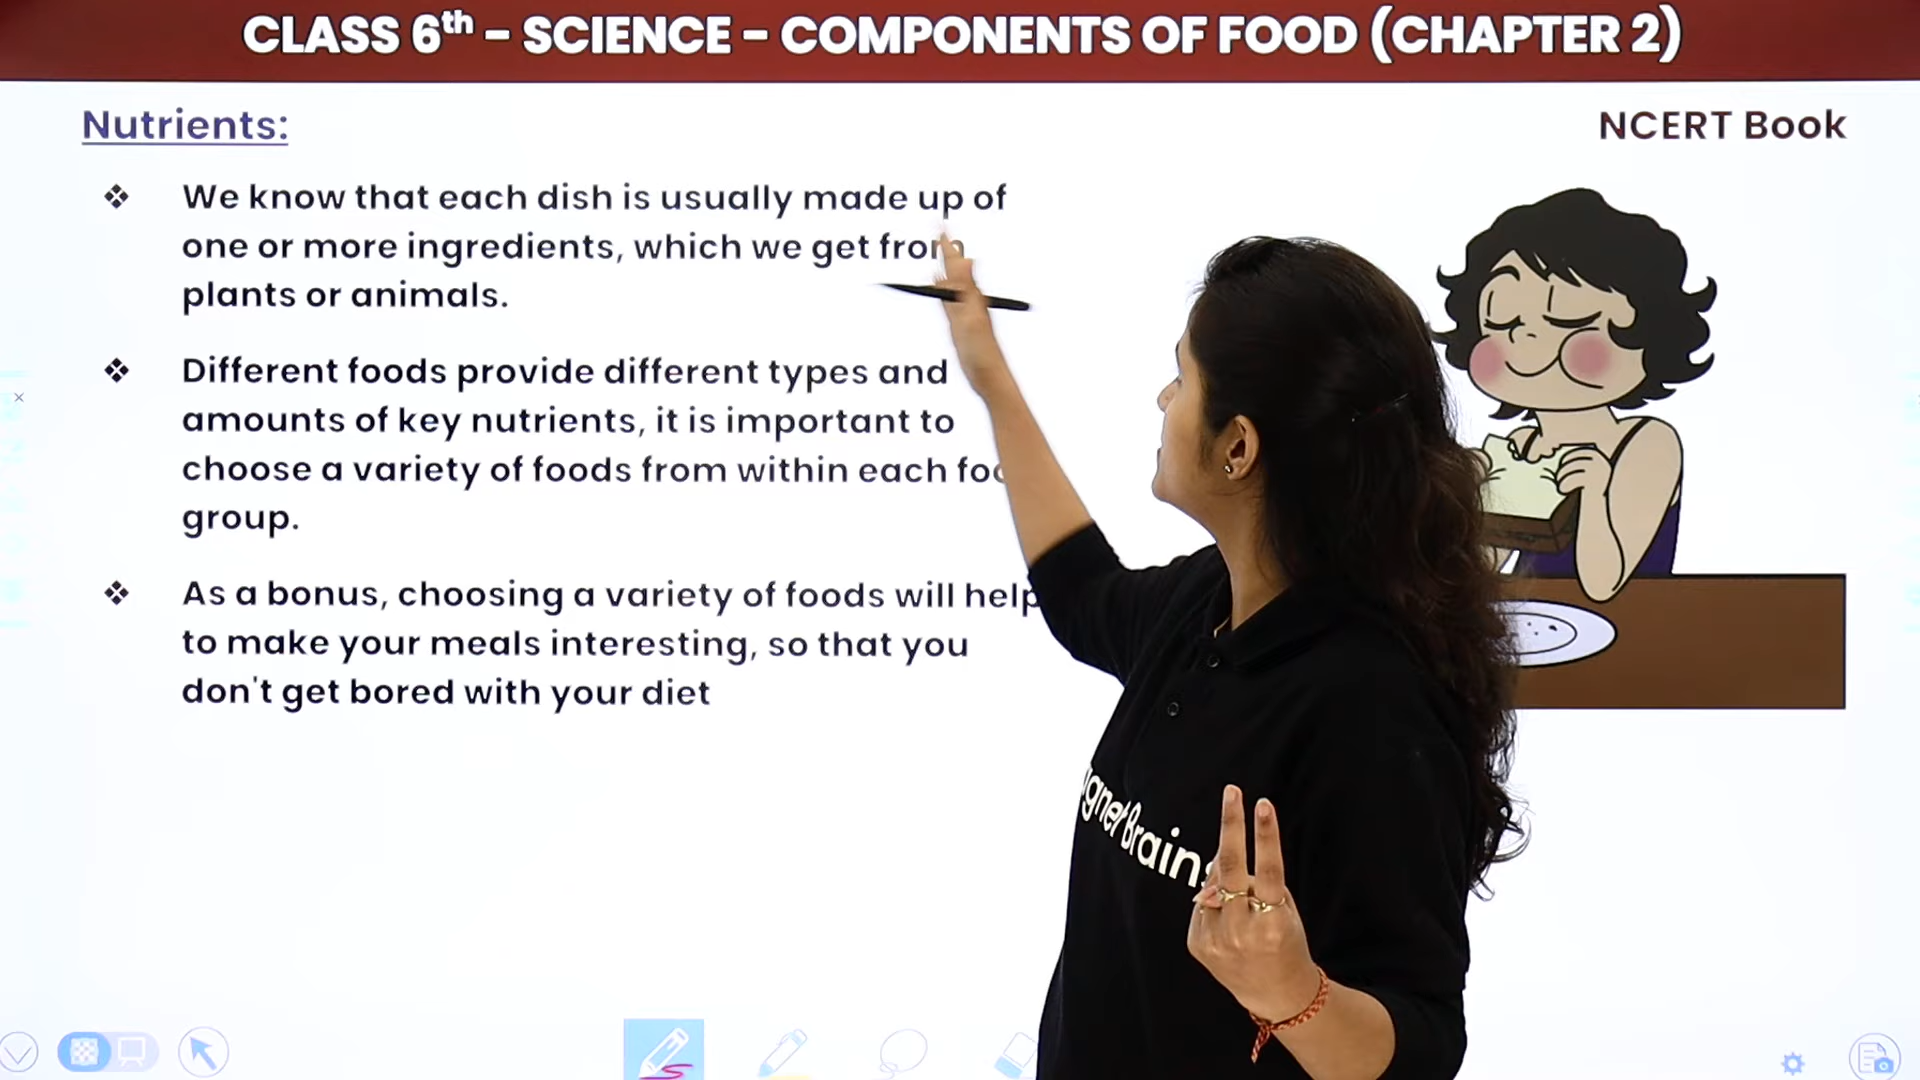 CLASS 6th - SCIENCE - COMPONENTS OF FOOD (CHAPTER 2)
Nutrients:
NCERT Book
❖ We know that each dish is usually made up of
one or more ingredients, which we get from
plants or animals.
❖ Different foods provide different types and
amounts of key nutrients, it is important to
choose a variety of foods from within each
group.
❖ As a bonus, choosing a variety of foods will help
to make your meals interesting, so that you
don't get bored with your diet
Brains